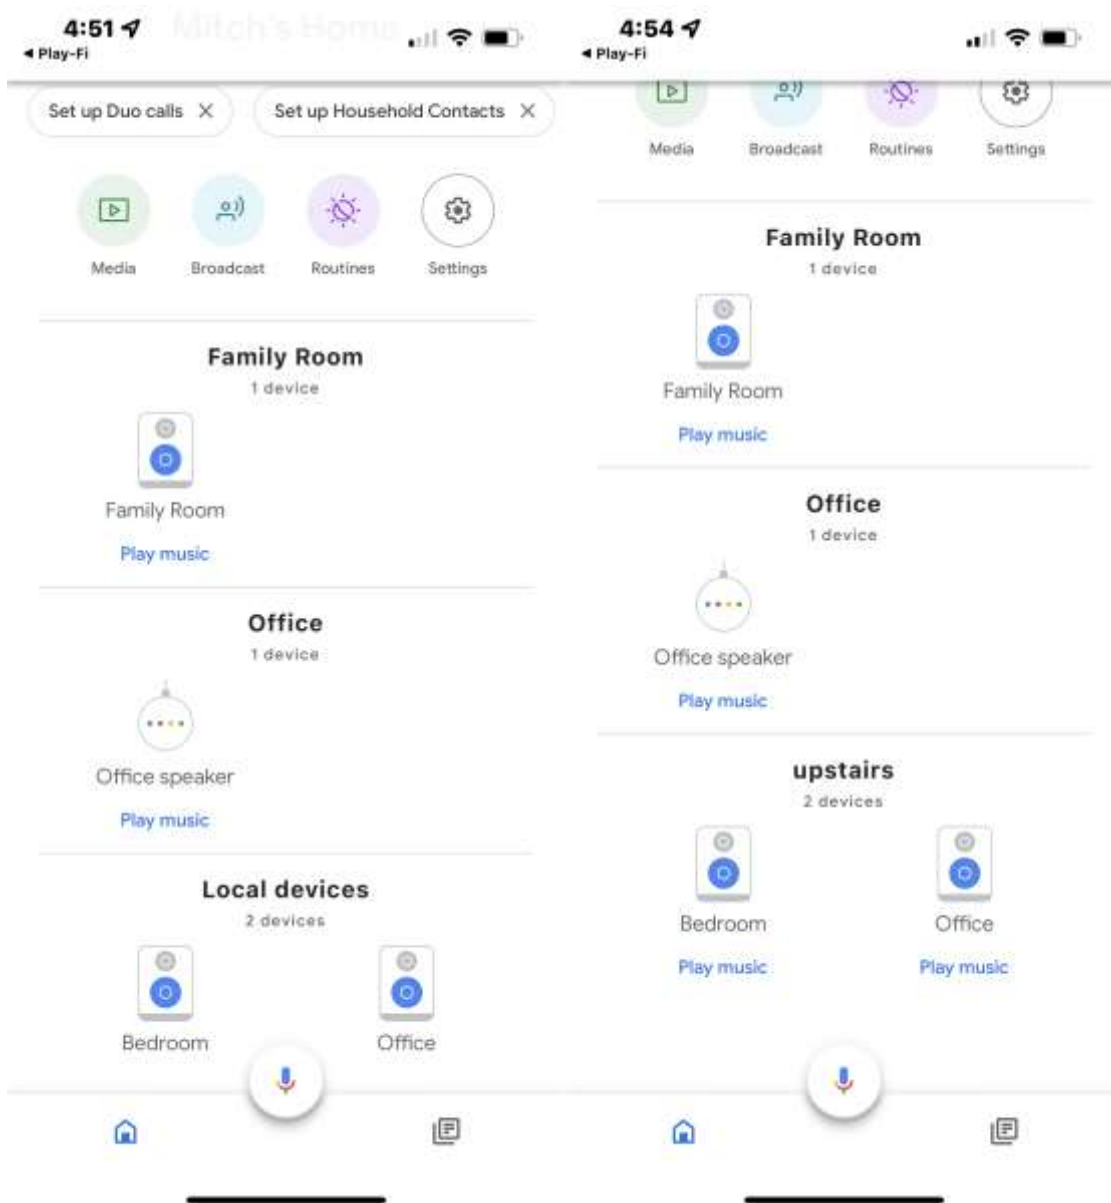 4:51
Mitch's Home
◄ Play-Fi
Set up Duo calls ×
Set up Household Contacts ×
Media
Broadcast
Routines
Settings
Family Room
1 device
Family Room
Play music
Office
1 device
Office speaker
Play music
Local devices
2 devices
Bedroom
Office
4:54
◄ Play-Fi
Media
Broadcast
Routines
Settings
Family Room
1 device
Family Room
Play music
Office
1 device
Office speaker
Play music
upstairs
2 devices
Bedroom
Office
Play music
Play music